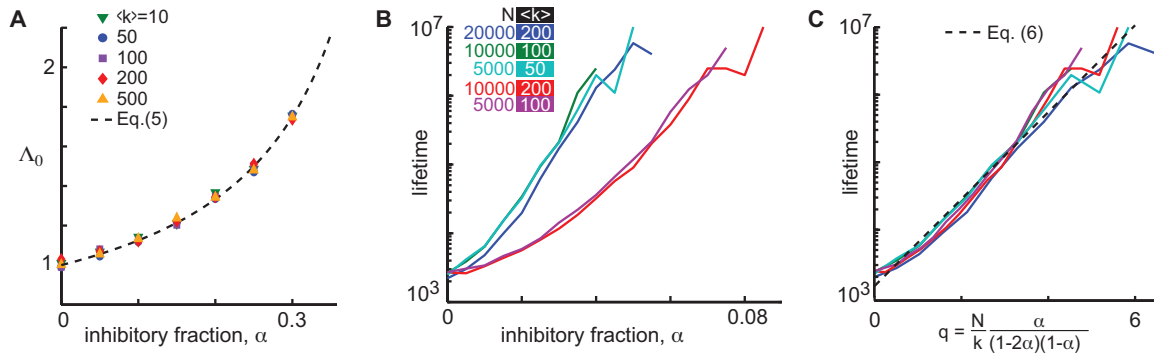 A
⟨k⟩=10
50
100
200
500
Eq.(5)
2
Λ0
1
0
0.3
inhibitory fraction, α
B
N <k>
20000 200
10000 100
5000 50
10000 200
5000 100
10^7
lifetime
10^3
0
0.08
inhibitory fraction, α
C
Eq. (6)
10^7
lifetime
10^3
0
6
q = N/k α/((1-2α)(1-α))